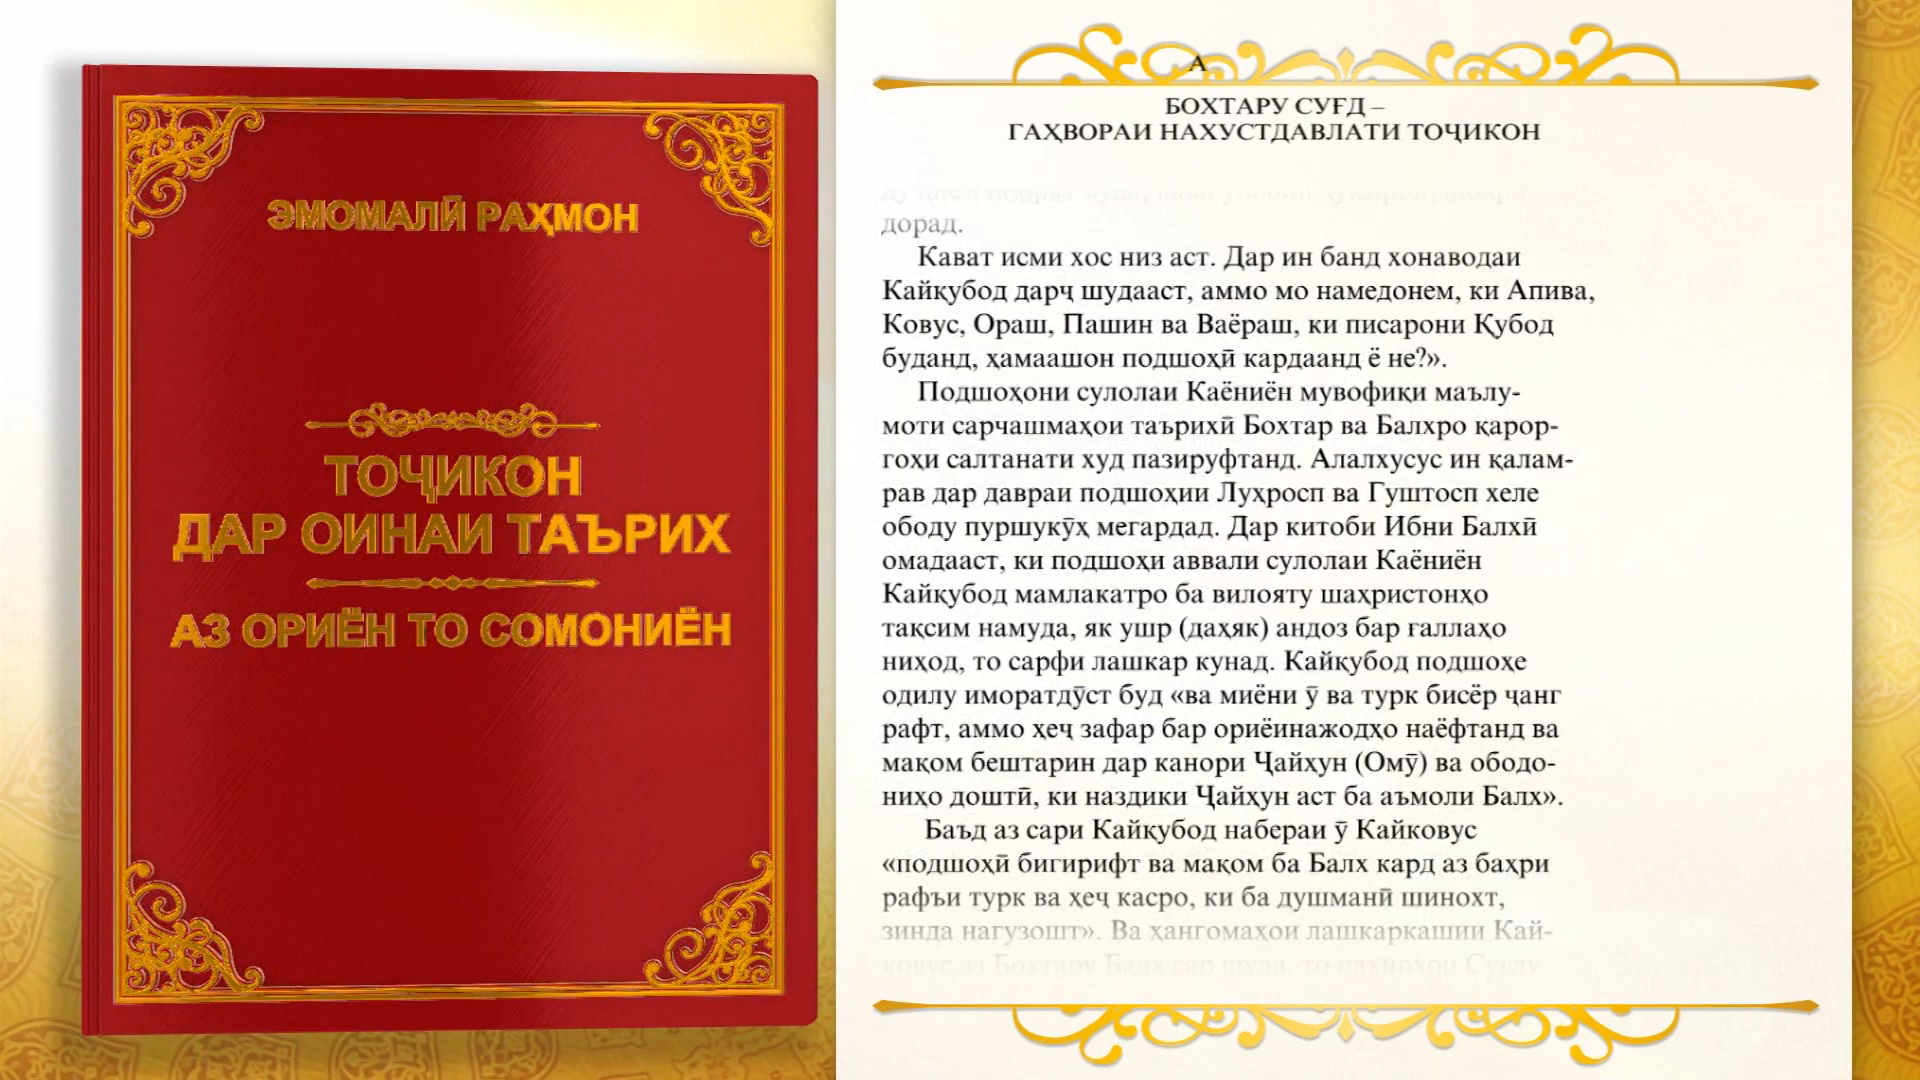 ЭМОМАЛӢ РАҲМОН
ТОҶИКОН
ДАР ОИНАИ ТАЪРИХ
АЗ ОРИЁН ТО СОМОНИЁН
А
БОХТАРУ СУҒД –
ГАҲВОРАИ НАХУСТДАВЛАТИ ТОҶИКОН
дорад.
Кават исми хос низ аст. Дар ин банд хонаводаи
Кайқубод дарҷ шудааст, аммо мо намедонем, ки Апива,
Ковус, Ораш, Пашин ва Ваёраш, ки писарони Қубод
буданд, ҳамаашон подшоҳӣ кардаанд ё не?».
Подшоҳони сулолаи Каёниён мувофиқи маълу-
моти сарчашмаҳои таърихӣ Бохтар ва Балхро қарор-
гоҳи салтанати худ пазируфтанд. Алалхусус ин қалам-
рав дар давраи подшоҳии Луҳросп ва Гуштосп хеле
ободу пуршукӯҳ мегардад. Дар китоби Ибни Балхӣ
омадааст, ки подшоҳи аввали сулолаи Каёниён
Кайқубод мамлакатро ба вилояту шаҳристонҳо
тақсим намуда, як ушр (даҳяк) андоз бар ғаллаҳо
ниҳод, то сарфи лашкар кунад. Кайқубод подшоҳе
одилу иморатдӯст буд «ва миёни ӯ ва турк бисёр ҷанг
рафт, аммо ҳеҷ зафар бар ориёинажодҳо наёфтанд ва
мақом бештарин дар канори Ҷайҳун (Омӯ) ва ободо-
ниҳо доштӣ, ки наздики Ҷайҳун аст ба аъмоли Балх».
Баъд аз сари Кайқубод набераи ӯ Кайковус
«подшоҳӣ бигирифт ва мақом ба Балх кард аз баҳри
рафъи турк ва ҳеҷ касро, ки ба душманӣ шинохт,
зинда нагузошт». Ва ҳангомаҳои лашкаркашии Кай-